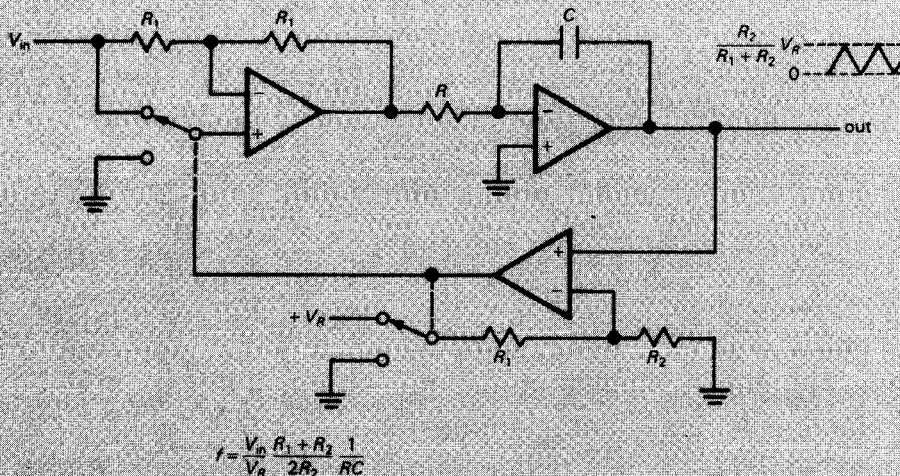 V_in
R_1
R_1
C
R_2 / (R_1 + R_2) V_R
0
R
−
+
−
+
out
+
−
+ V_R
R_1
R_2
f = V_in / V_R (R_1 + R_2) / 2R_2 1 / RC